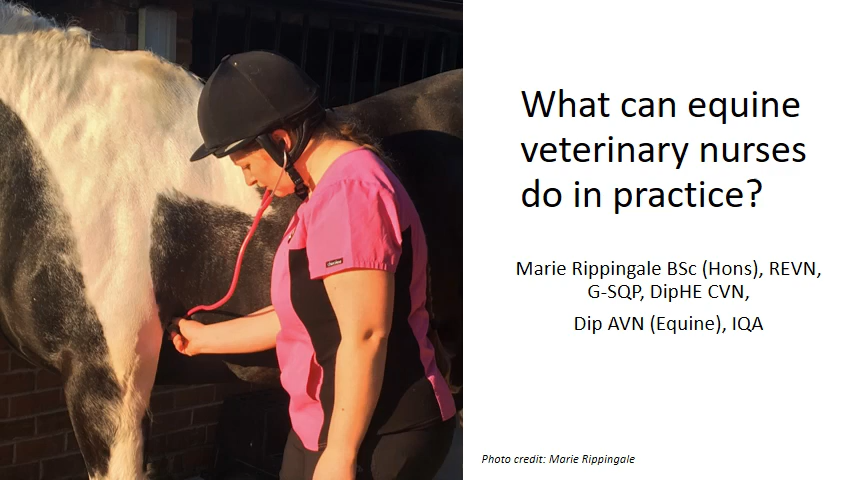 What can equine
veterinary nurses
do in practice?
Marie Rippingale BSc (Hons), REVN,
G-SQP, DipHE CVN,
Dip AVN (Equine), IQA
Photo credit: Marie Rippingale